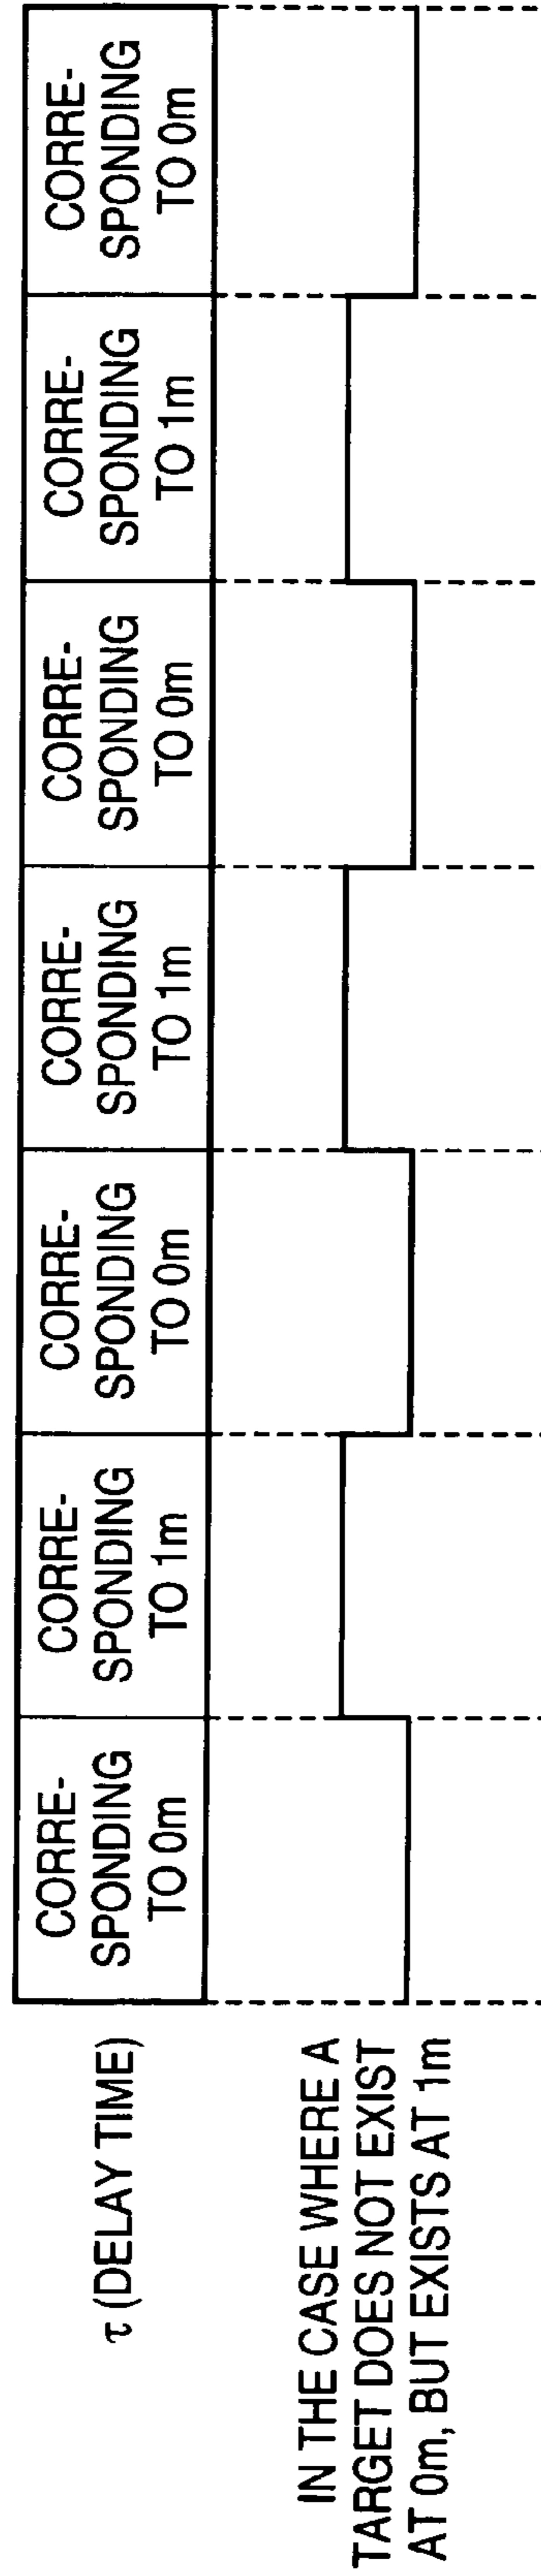 τ (DELAY TIME)
CORRE-
SPONDING
TO 0m
CORRE-
SPONDING
TO 1m
CORRE-
SPONDING
TO 0m
CORRE-
SPONDING
TO 1m
CORRE-
SPONDING
TO 0m
CORRE-
SPONDING
TO 1m
CORRE-
SPONDING
TO 0m
IN THE CASE WHERE A
TARGET DOES NOT EXIST
AT 0m, BUT EXISTS AT 1m